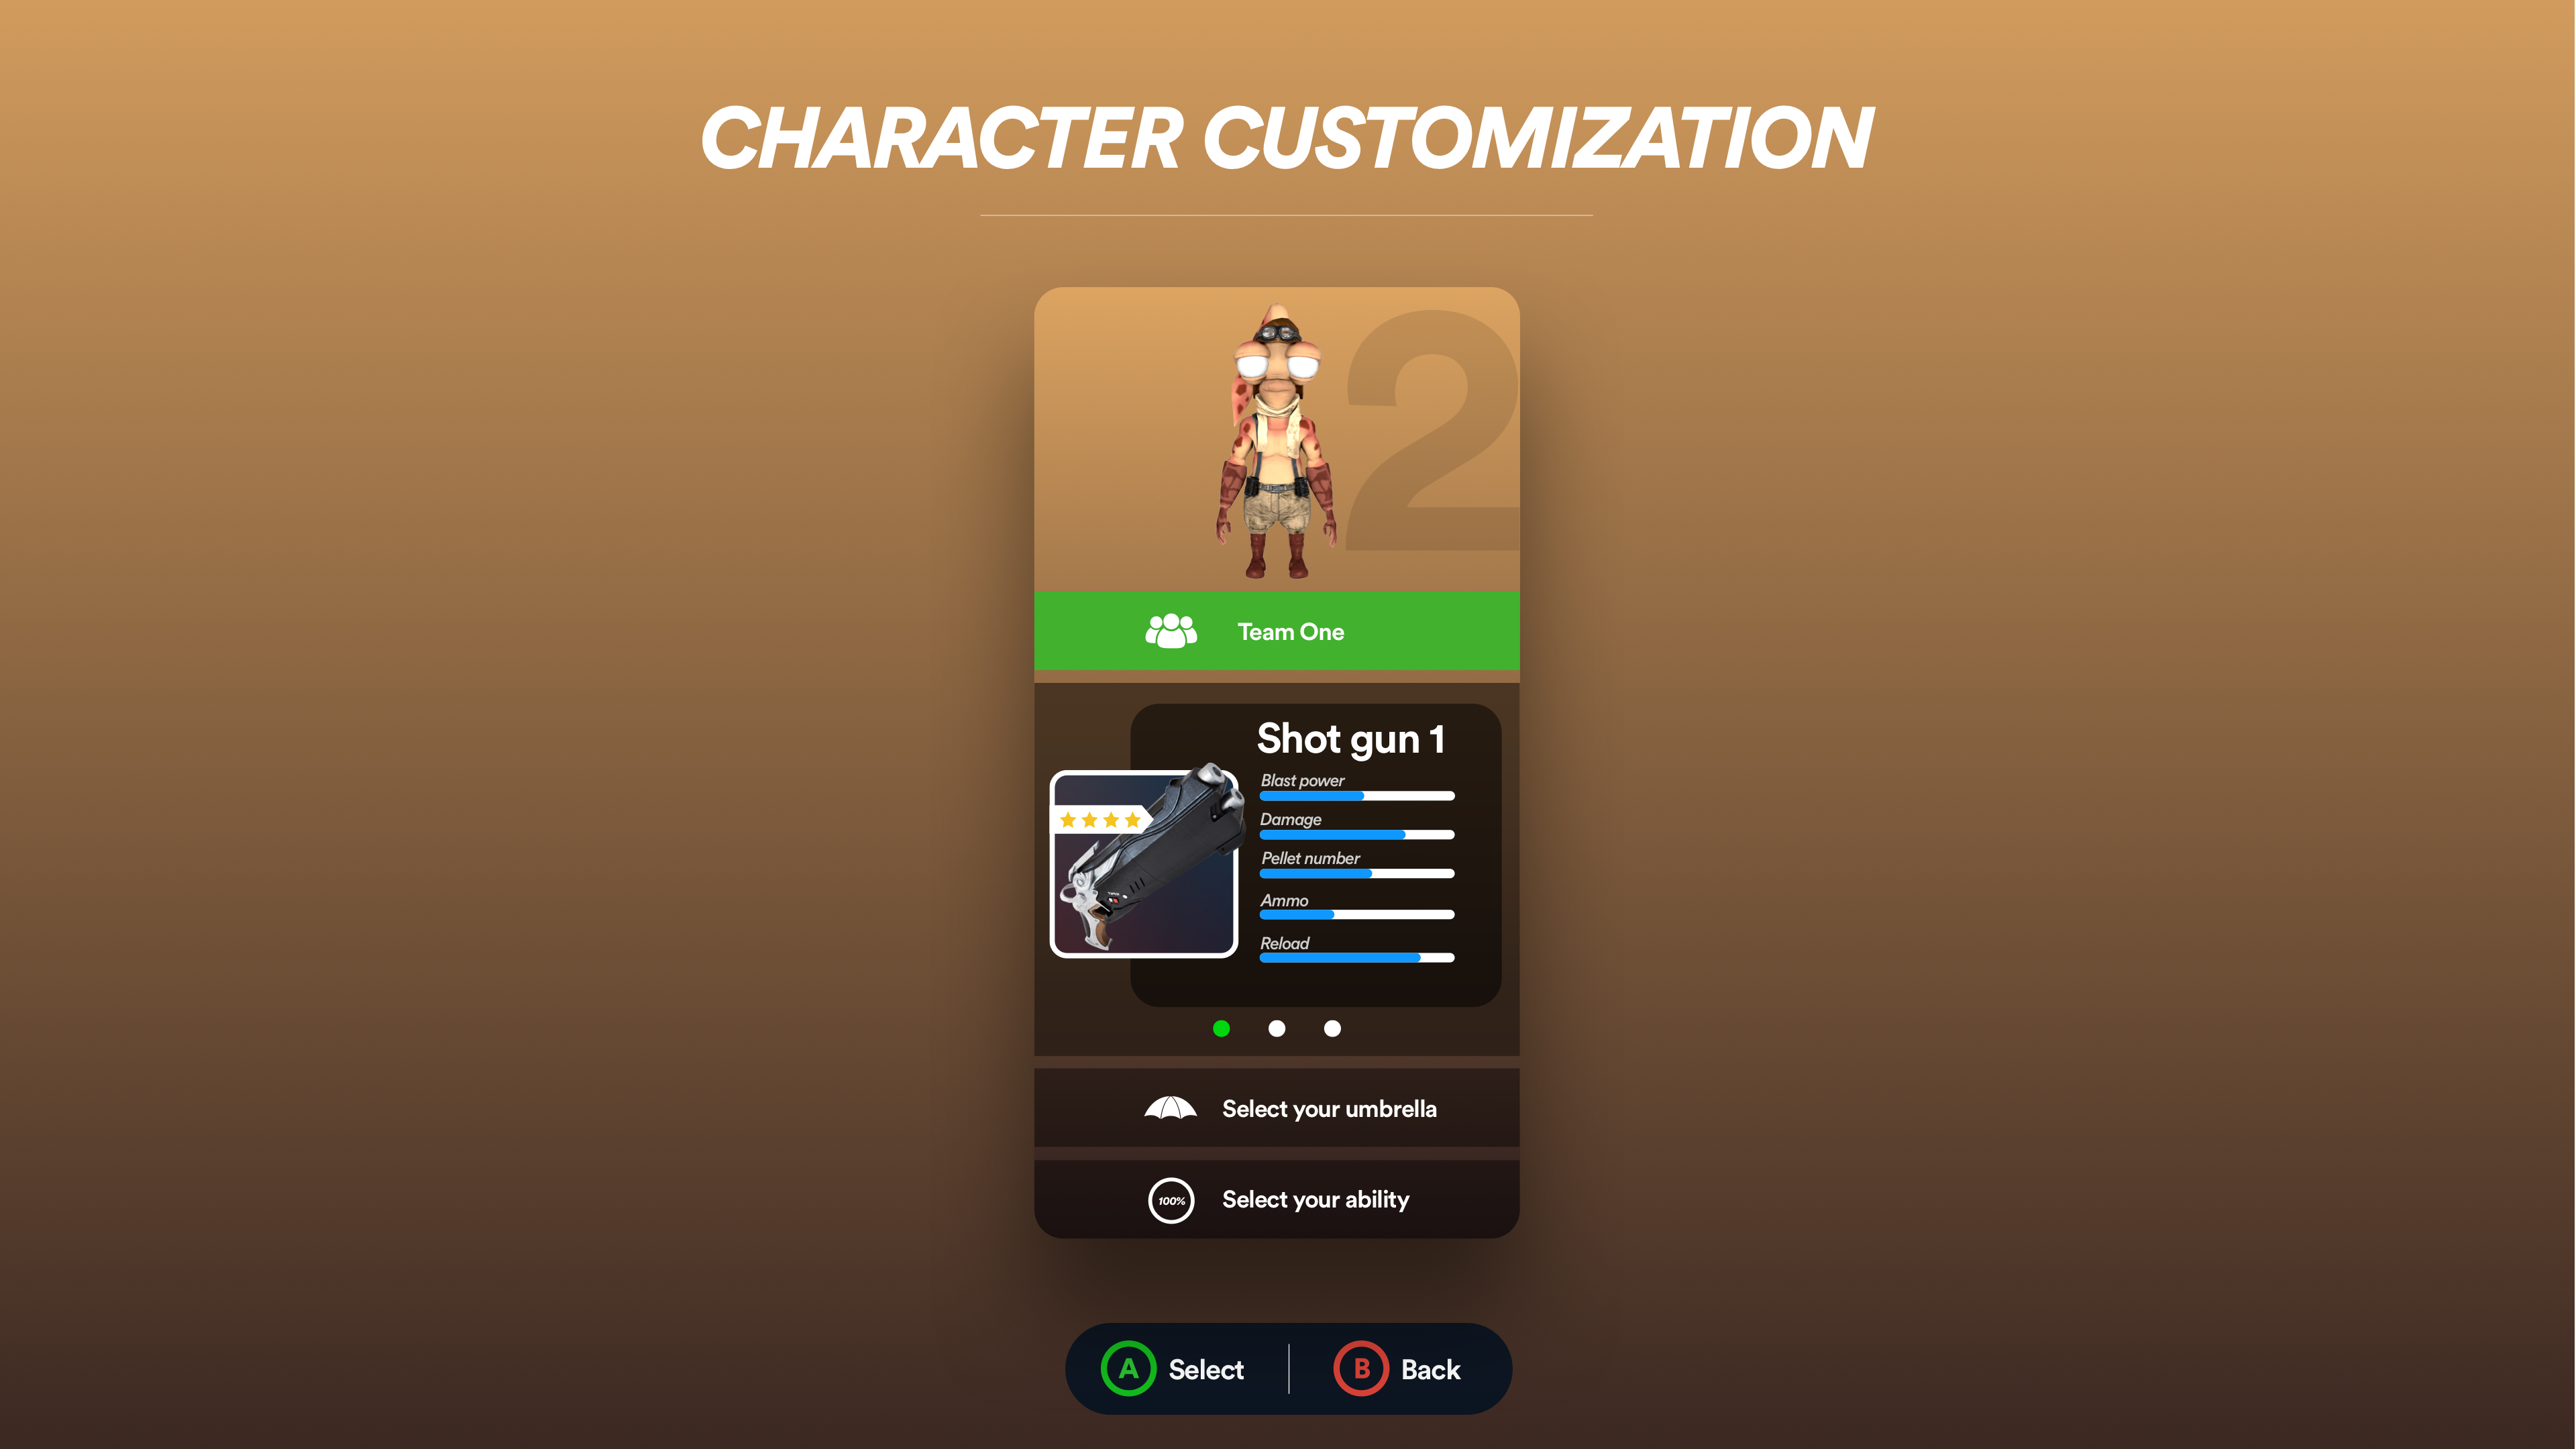 CHARACTER CUSTOMIZATION
2
Team One
Shot gun 1
Blast power
Damage
Pellet number
Ammo
Reload
Select your umbrella
100%
Select your ability
A Select
B Back